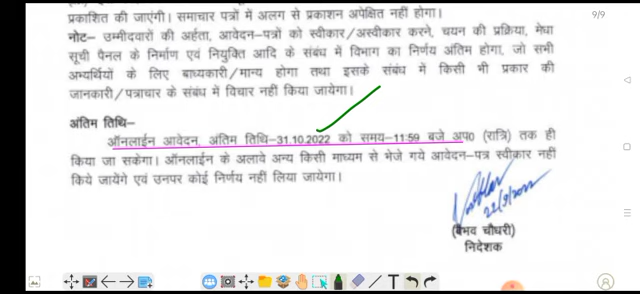 प्रकाशित की जाएंगी। समाचार पत्रों में अलग से प्रकाशन अपेक्षित नहीं होगा।
9/9
नोट– उम्मीदवारों की अर्हता, आवेदन–पत्रों को स्वीकार/अस्वीकार करने, चयन की प्रक्रिया, मेधा
सूची पैनल के निर्माण एवं नियुक्ति आदि के संबंध में विभाग का निर्णय अंतिम होगा, जो सभी
अभ्यर्थियों के लिए बाध्यकारी/मान्य होगा तथा इसके संबंध में किसी भी प्रकार की
जानकारी/पत्राचार के संबंध में विचार नहीं किया जायेगा।
अंतिम तिथि–
ऑनलाईन आवेदन, अंतिम तिथि–31.10.2022 को समय–11:59 बजे अप0 (रात्रि) तक ही
किया जा सकेगा। ऑनलाईन के अलावे अन्य किसी माध्यम से भेजे गये आवेदन–पत्र स्वीकार नहीं
किये जायेंगे एवं उनपर कोई निर्णय नहीं लिया जायेगा।
(वैभव चौधरी)
निदेशक
T